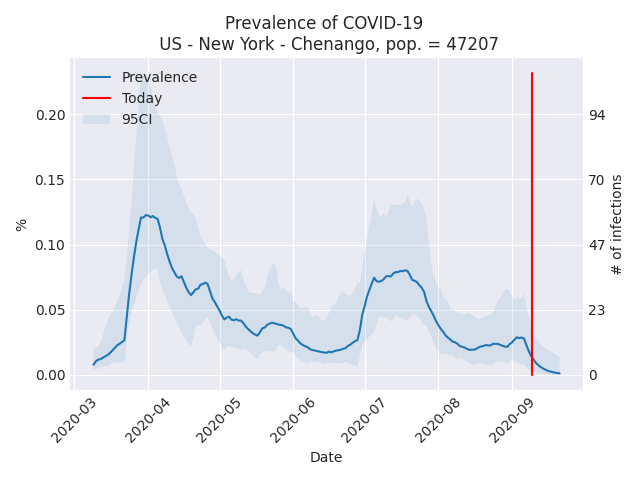 Prevalence of COVID-19
US - New York - Chenango, pop. = 47207
Prevalence
Today
95CI
0.20
0.15
0.10
0.05
0.00
%
94
70
47
23
0
# of infections
2020-03
2020-04
2020-05
2020-06
2020-07
2020-08
2020-09
Date